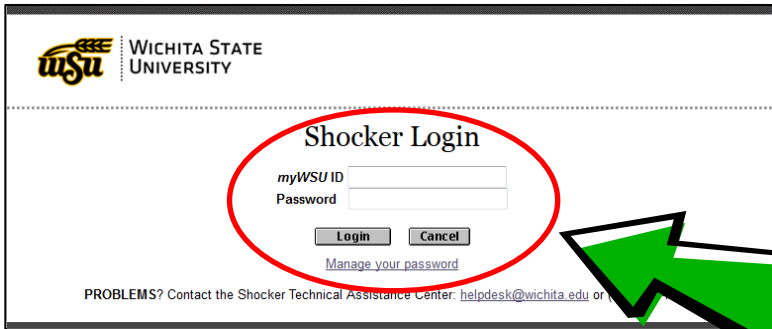 WSU WICHITA STATE
UNIVERSITY
Shocker Login
myWSU ID
Password
Login Cancel
Manage your password
PROBLEMS? Contact the Shocker Technical Assistance Center: helpdesk@wichita.edu or (